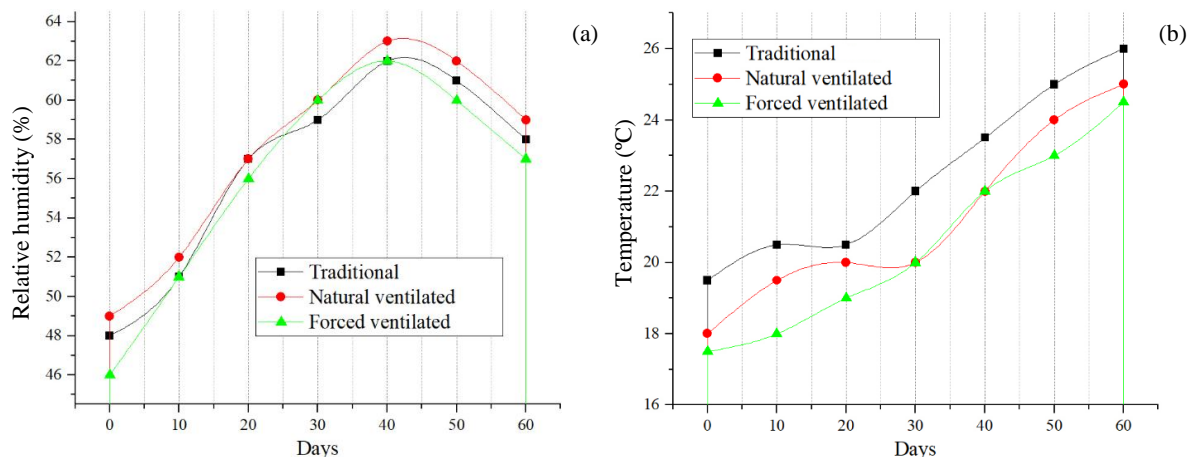 (a)
Relative humidity (%)
64
62
60
58
56
54
52
50
48
46
Traditional
Natural ventilated
Forced ventilated
0 10 20 30 40 50 60
Days
(b)
Temperature (ºC)
26
24
22
20
18
16
Traditional
Natural ventilated
Forced ventilated
0 10 20 30 40 50 60
Days